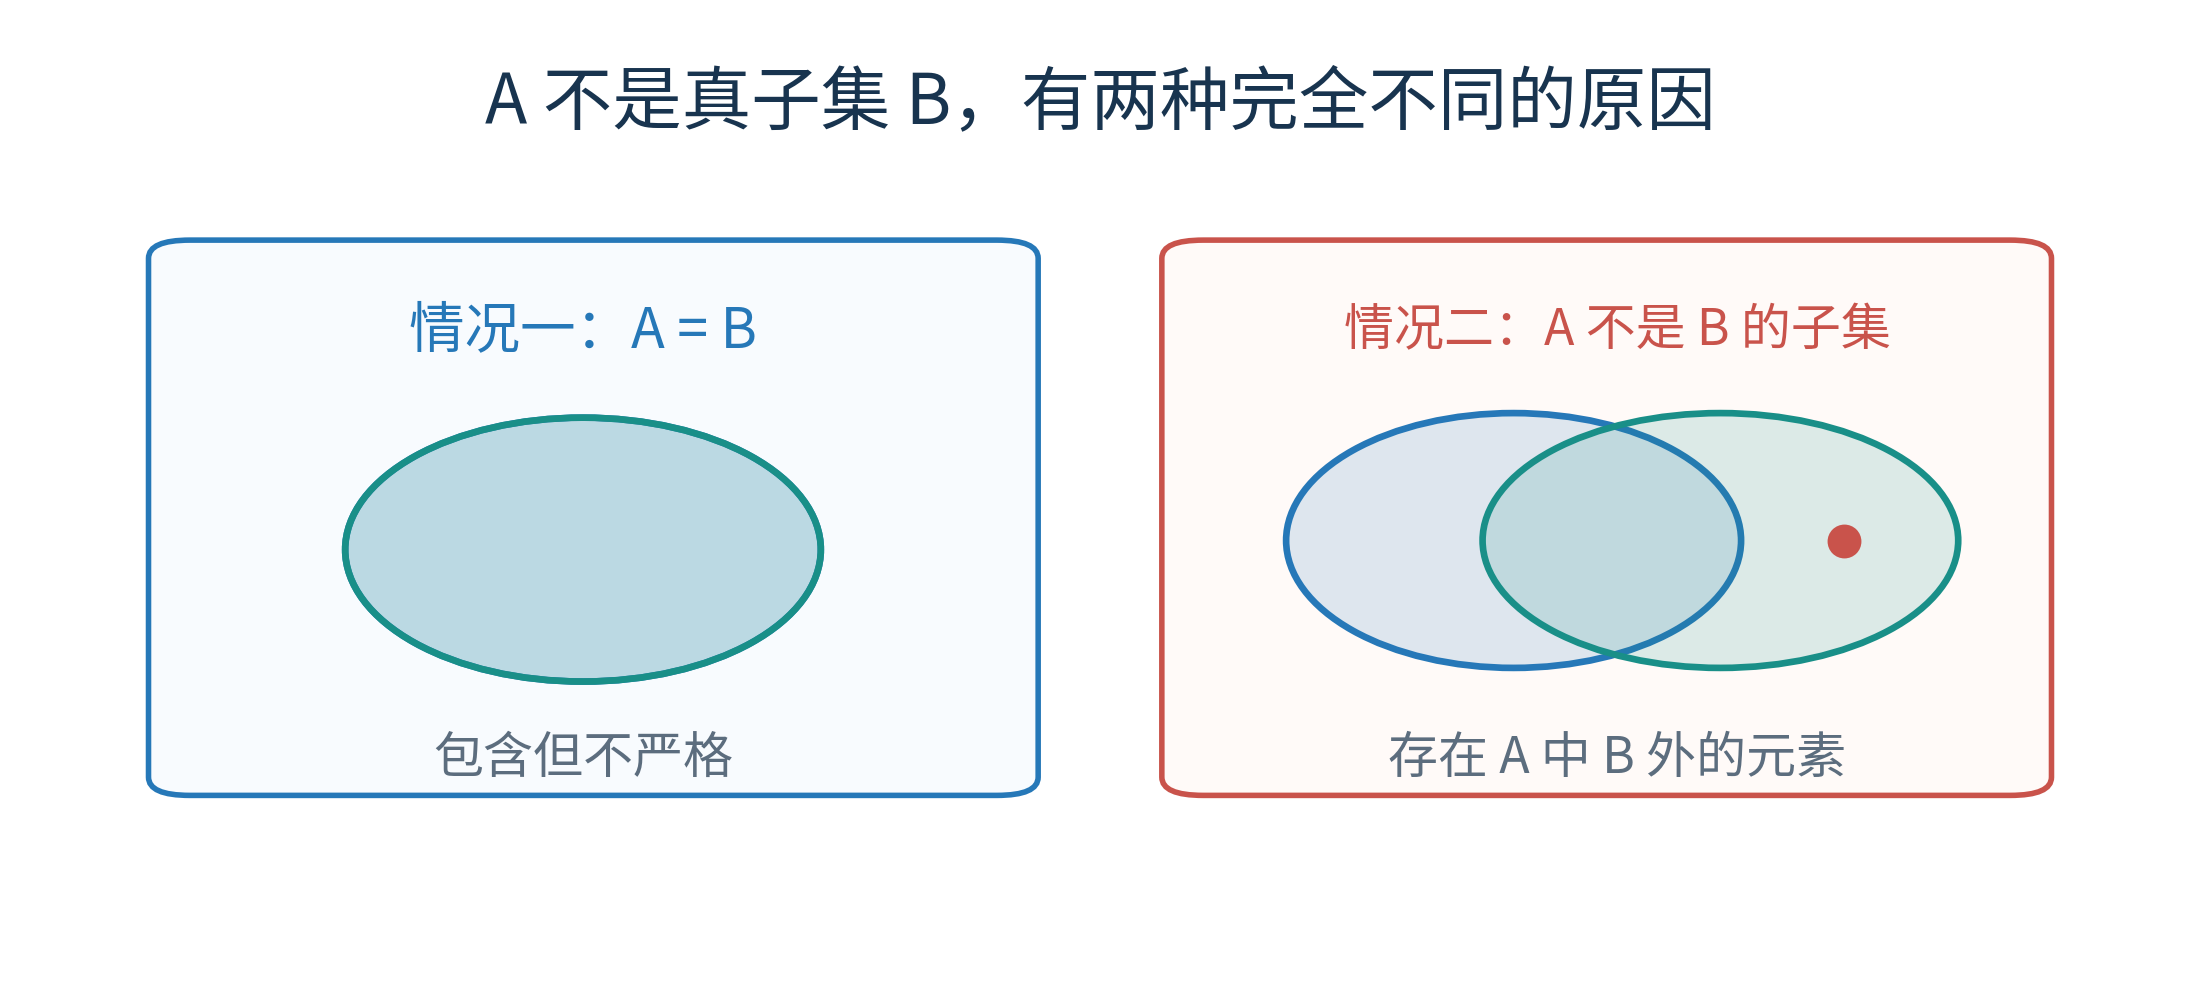 A 不是真子集 B，有两种完全不同的原因
情况一：A = B
包含但不严格
情况二：A 不是 B 的子集
存在 A 中 B 外的元素